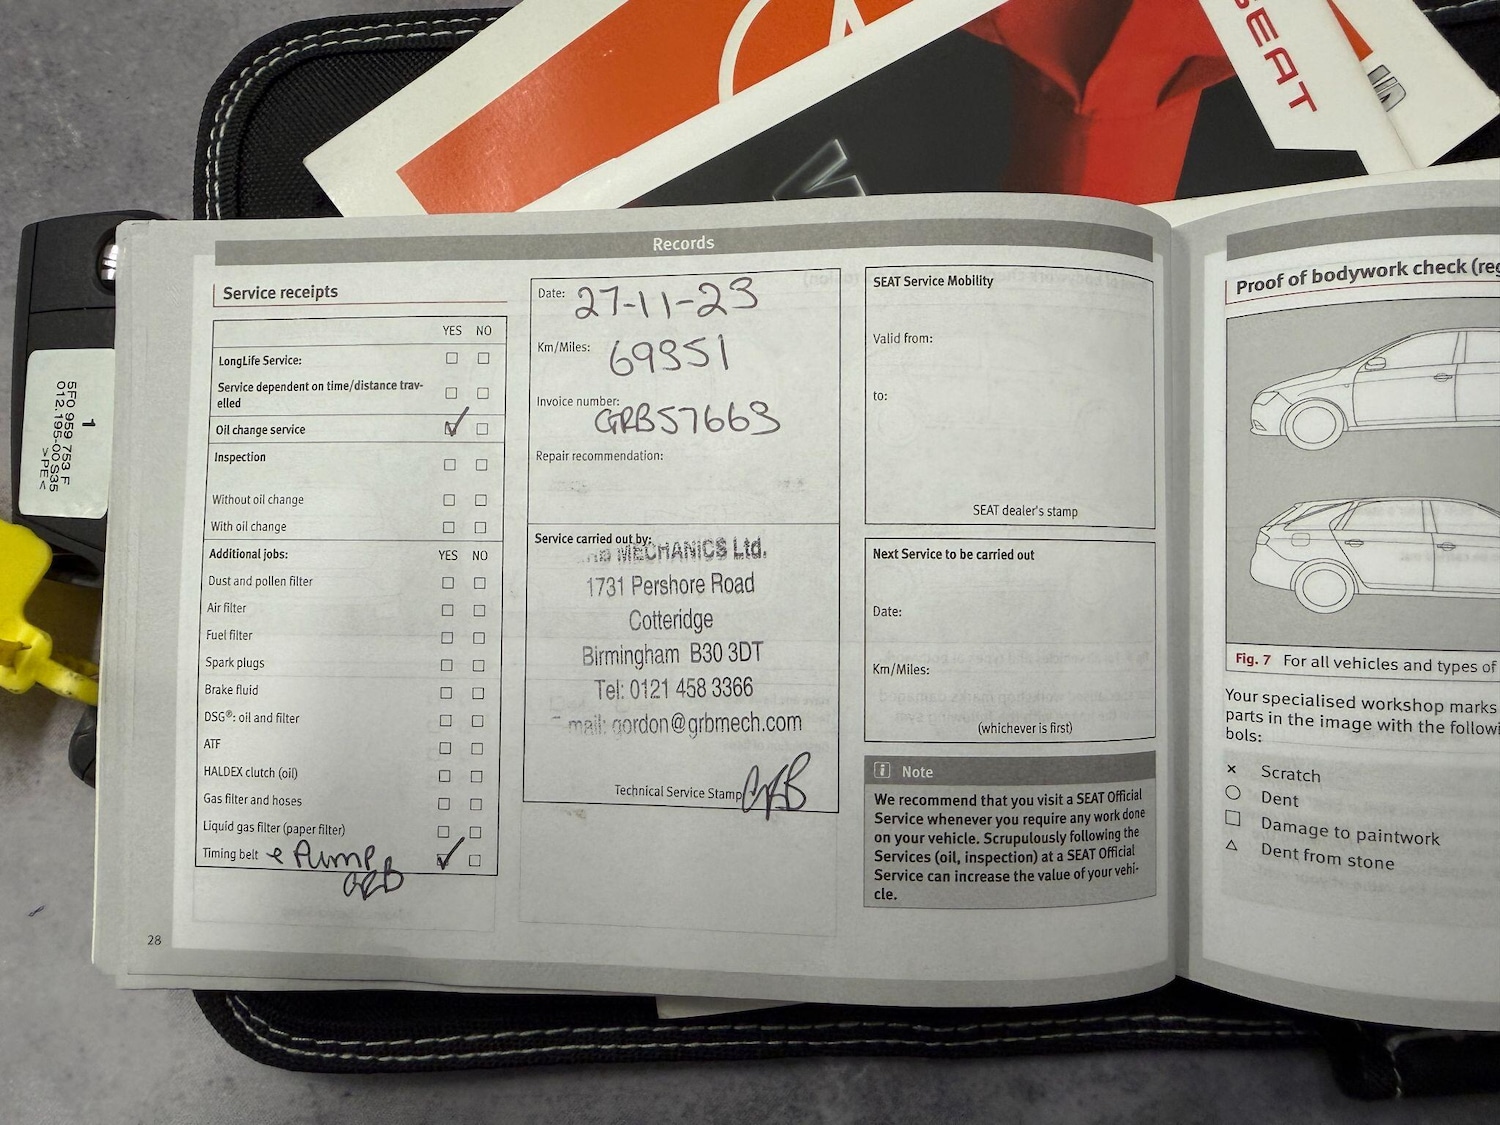 SEAT
Records
Service receipts
YES NO
LongLife Service:
Service dependent on time/distance trav-
elled
Oil change service
Inspection
Without oil change
With oil change
Additional jobs: YES NO
Dust and pollen filter
Air filter
Fuel filter
Spark plugs
Brake fluid
DSG®: oil and filter
ATF
HALDEX clutch (oil)
Gas filter and hoses
Liquid gas filter (paper filter)
Timing belt & Pump
GRB
28
Date: 27-11-23
Km/Miles: 69351
Invoice number:
GRB57663
Repair recommendation:
Service carried out by:
MECHANICS Ltd.
1731 Pershore Road
Cotteridge
Birmingham B30 3DT
Tel: 0121 458 3366
mail: gordon@grbmech.com
Technical Service Stamp GRB
SEAT Service Mobility
Valid from:
to:
SEAT dealer's stamp
Next Service to be carried out
Date:
Km/Miles:
(whichever is first)
i Note
We recommend that you visit a SEAT Official
Service whenever you require any work done
on your vehicle. Scrupulously following the
Services (oil, inspection) at a SEAT Official
Service can increase the value of your vehi-
cle.
Proof of bodywork check (reg
Fig. 7 For all vehicles and types of
Your specialised workshop marks
parts in the image with the followi
bols:
× Scratch
○ Dent
□ Damage to paintwork
△ Dent from stone
1
5F0 959 753 F
012.195-00 S35
>PE<